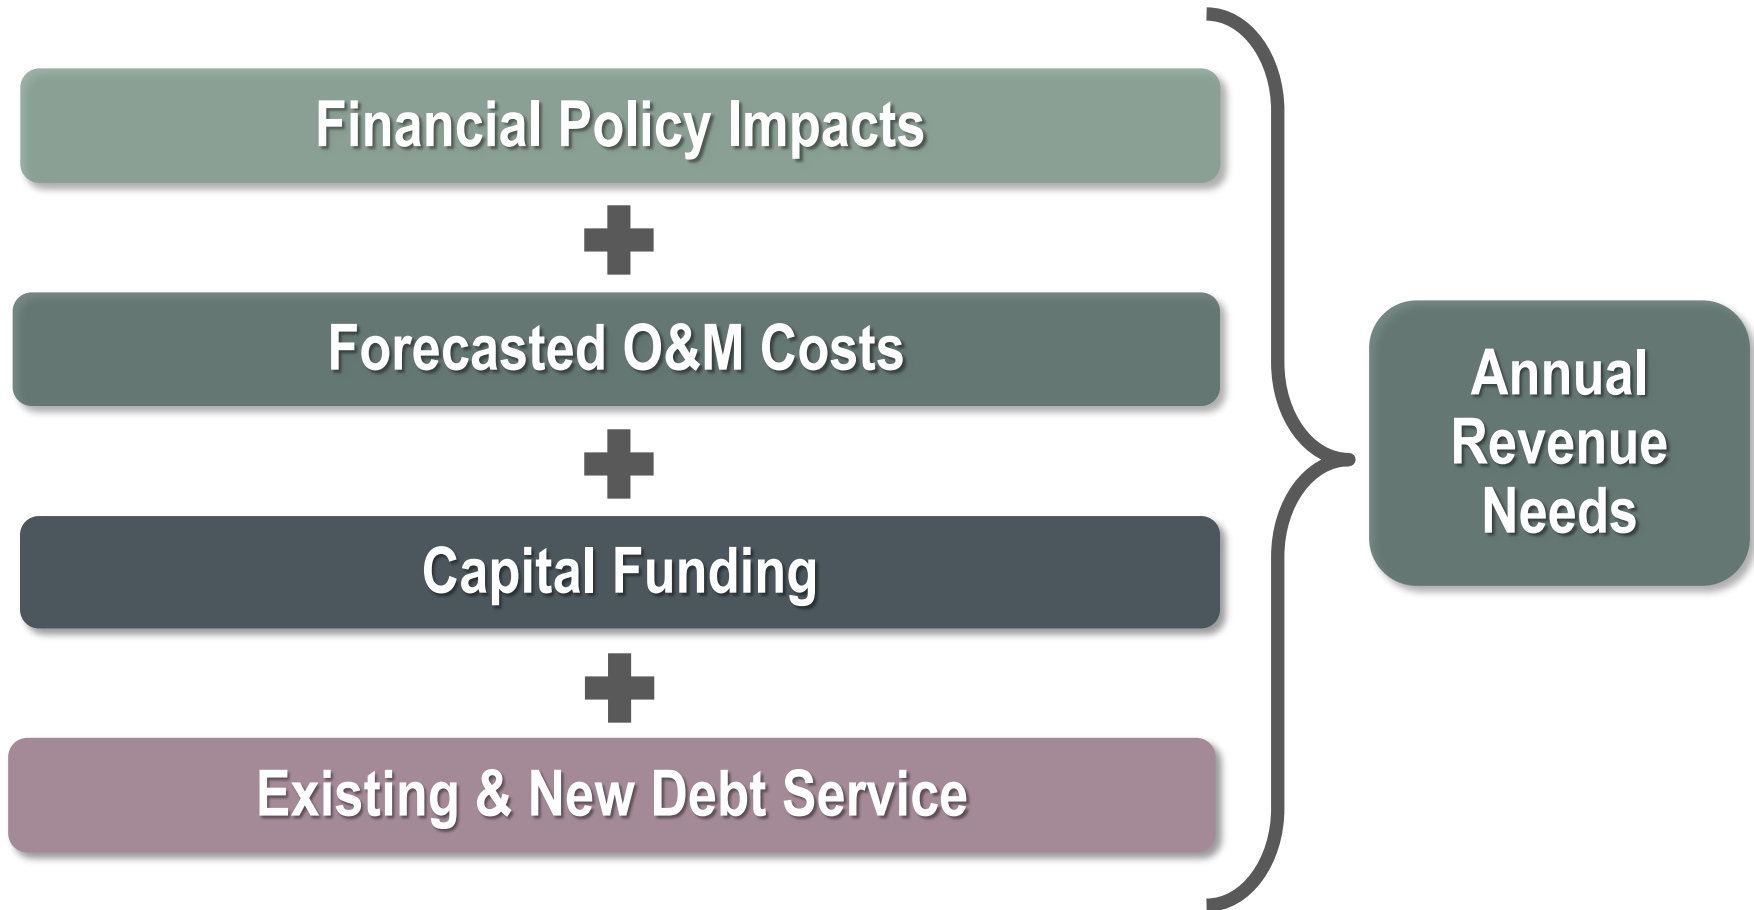 Financial Policy Impacts
Forecasted O&M Costs
Capital Funding
Existing & New Debt Service
Annual
Revenue
Needs